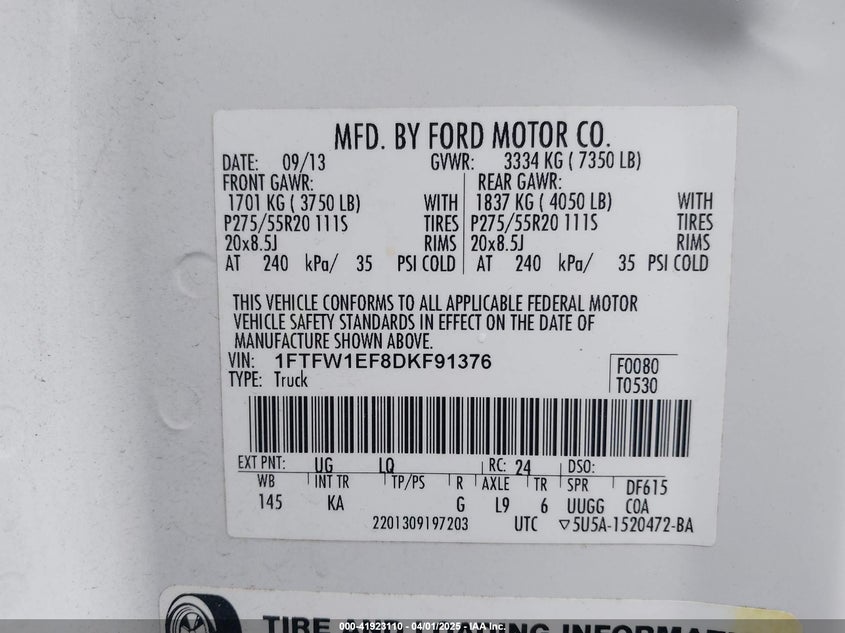 MFD. BY FORD MOTOR CO.
DATE: 09/13 GVWR: 3334 KG ( 7350 LB)
FRONT GAWR: REAR GAWR:
1701 KG ( 3750 LB) WITH 1837 KG ( 4050 LB) WITH
P275/55R20 111S TIRES P275/55R20 111S TIRES
20x8.5J RIMS 20x8.5J RIMS
AT 240 kPa/ 35 PSI COLD AT 240 kPa/ 35 PSI COLD
THIS VEHICLE CONFORMS TO ALL APPLICABLE FEDERAL MOTOR
VEHICLE SAFETY STANDARDS IN EFFECT ON THE DATE OF
MANUFACTURE SHOWN ABOVE.
VIN: 1FTFW1EF8DKF91376 F0080
TYPE: Truck T0530
EXT PNT: UG LQ RC: 24 DSO:
WB INT TR TP/PS R AXLE TR SPR DF615
145 KA G L9 6 UUGG COA
2201309197203 UTC ▽5U5A-1520472-BA
TIRE AND LOADING INFORMAT
000-41923110 - 04/01/2025 - IAA Inc.